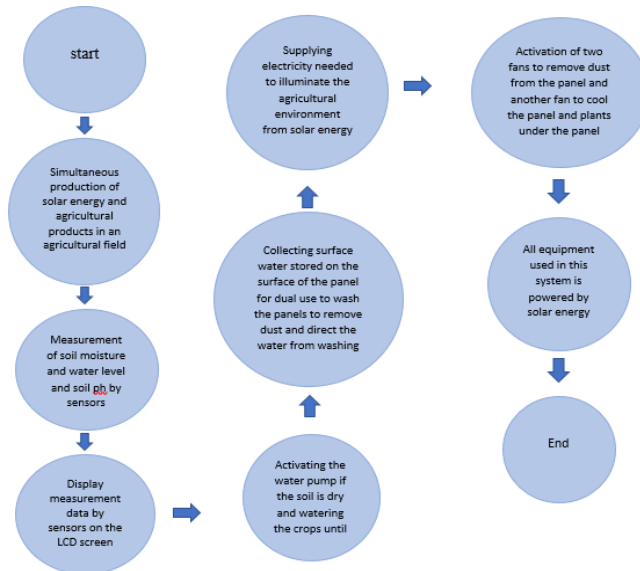 start
Simultaneous
production of
solar energy and
agricultural
products in an
agricultural field
Measurement
of soil moisture
and water level
and soil ph by
sensors
Display
measurement
data by
sensors on the
LCD screen
Activating the
water pump if
the soil is dry
and watering
the crops until
Collecting surface
water stored on the
surface of the panel
for dual use to wash
the panels to remove
dust and direct the
water from washing
Supplying
electricity needed
to illuminate the
agricultural
environment
from solar energy
Activation of two
fans to remove dust
from the panel and
another fan to cool
the panel and plants
under the panel
All equipment
used in this
system is
powered by
solar energy
End